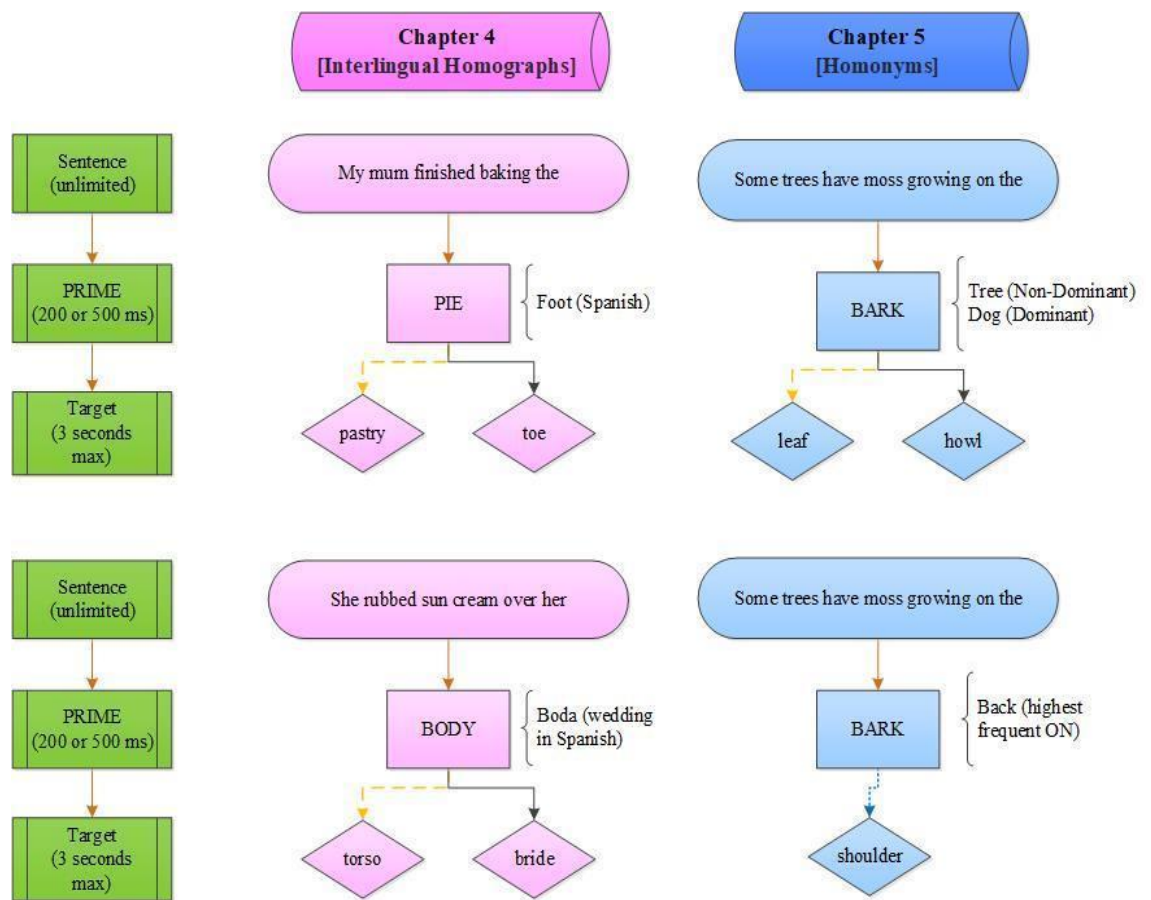 Chapter 4
[Interlingual Homographs]
Chapter 5
[Homonyms]
Sentence
(unlimited)
My mum finished baking the
Some trees have moss growing on the
PRIME
(200 or 500 ms)
PIE
Foot (Spanish)
BARK
Tree (Non-Dominant)
Dog (Dominant)
Target
(3 seconds
max)
pastry
toe
leaf
howl
Sentence
(unlimited)
She rubbed sun cream over her
Some trees have moss growing on the
PRIME
(200 or 500 ms)
BODY
Boda (wedding
in Spanish)
BARK
Back (highest
frequent ON)
Target
(3 seconds
max)
torso
bride
shoulder